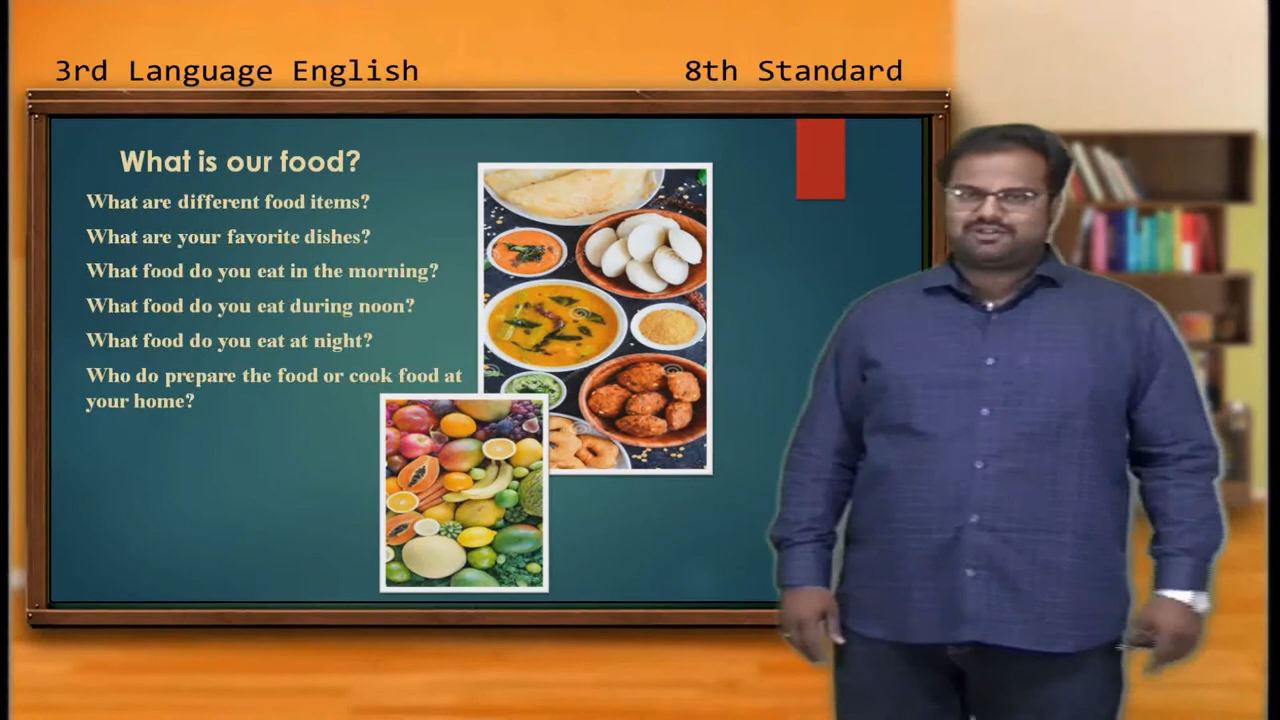 3rd Language English
8th Standard
What is our food?
What are different food items?
What are your favorite dishes?
What food do you eat in the morning?
What food do you eat during noon?
What food do you eat at night?
Who do prepare the food or cook food at
your home?